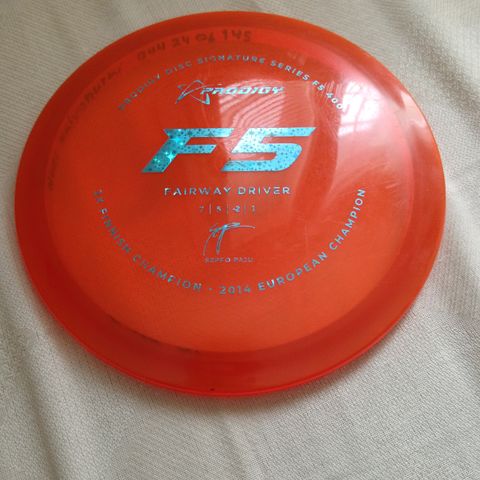 PRODIGY DISC SIGNATURE SERIES F5 400
PRODIGY
F5
FAIRWAY DRIVER
7 | 5 | -2 | 1
SEPPO PAJU
3X FINNISH CHAMPION - 2014 EUROPEAN CHAMPION